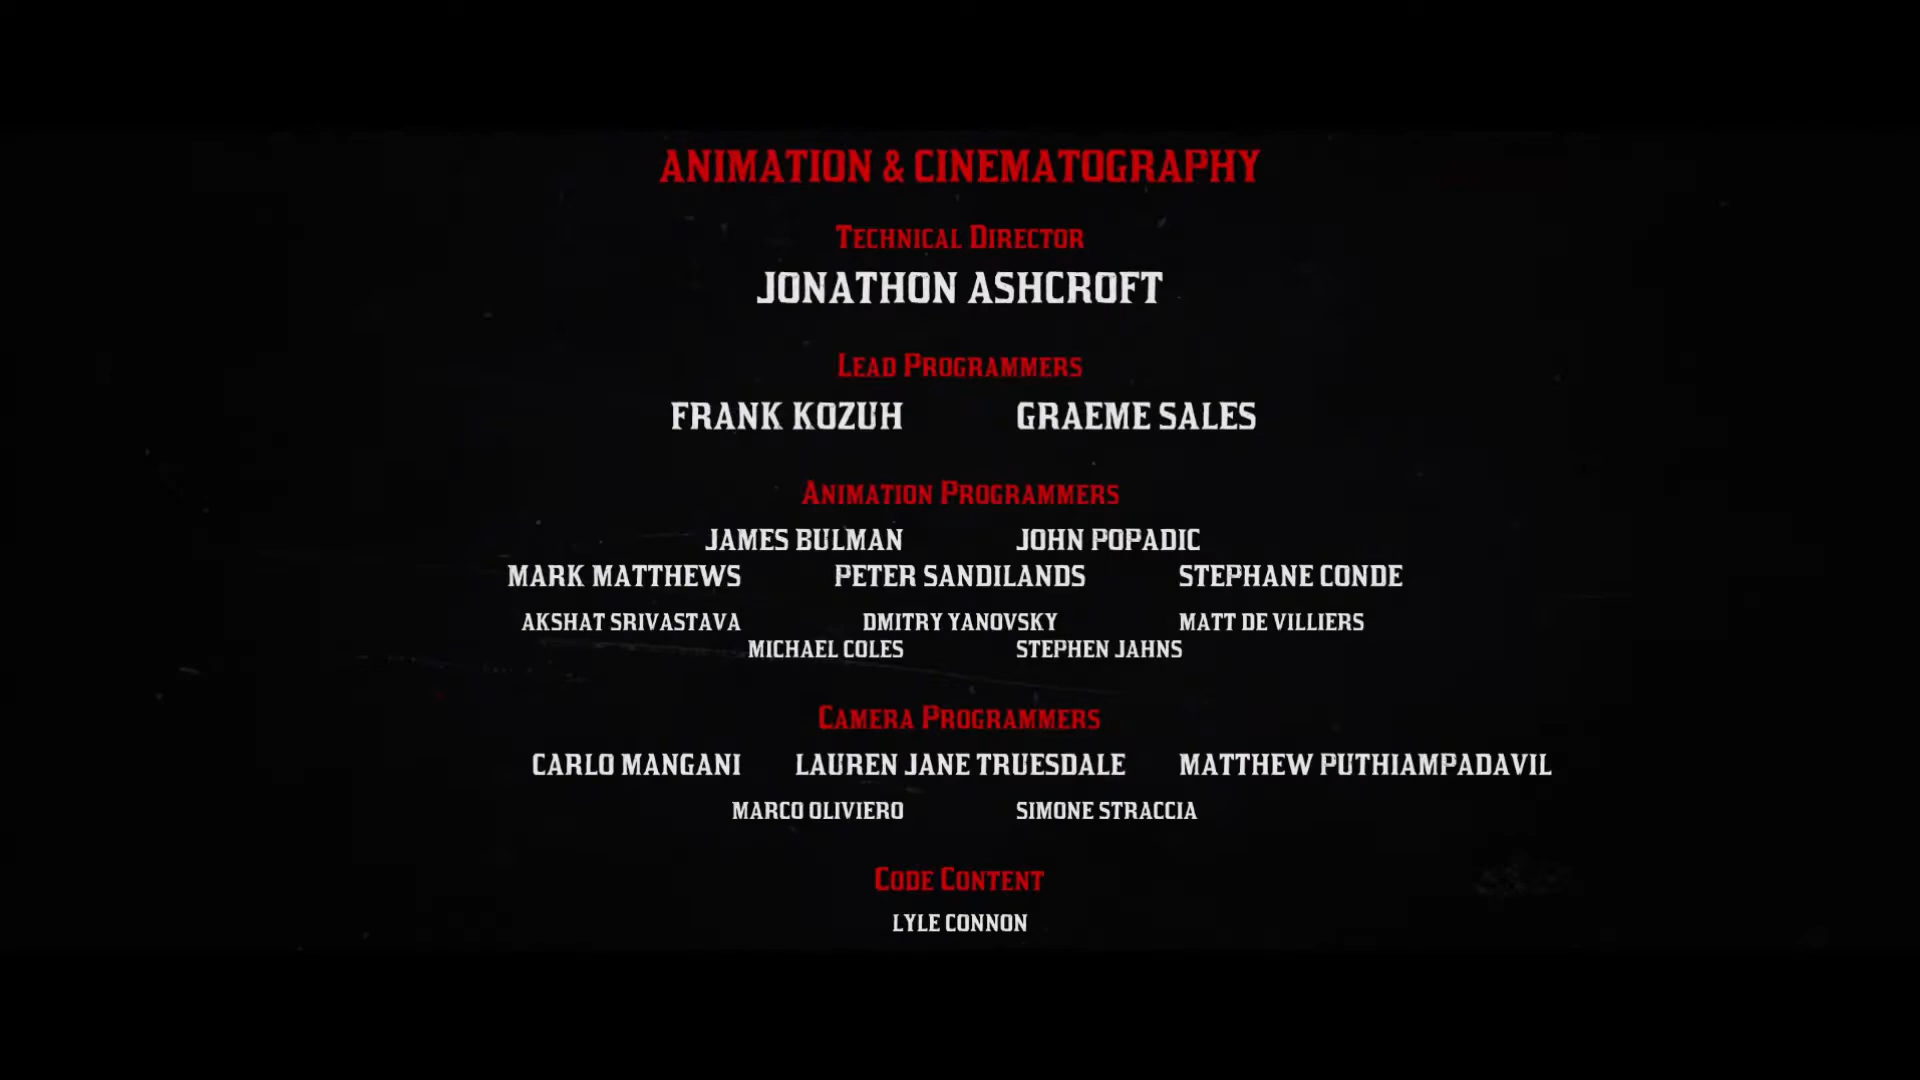 ANIMATION & CINEMATOGRAPHY
TECHNICAL DIRECTOR
JONATHON ASHCROFT
LEAD PROGRAMMERS
FRANK KOZUH GRAEME SALES
ANIMATION PROGRAMMERS
JAMES BULMAN JOHN POPADIC
MARK MATTHEWS PETER SANDILANDS STEPHANE CONDE
AKSHAT SRIVASTAVA DMITRY YANOVSKY MATT DE VILLIERS
MICHAEL COLES STEPHEN JAHNS
CAMERA PROGRAMMERS
CARLO MANGANI LAUREN JANE TRUESDALE MATTHEW PUTHIAMPADAVIL
MARCO OLIVIERO SIMONE STRACCIA
CODE CONTENT
LYLE CONNON